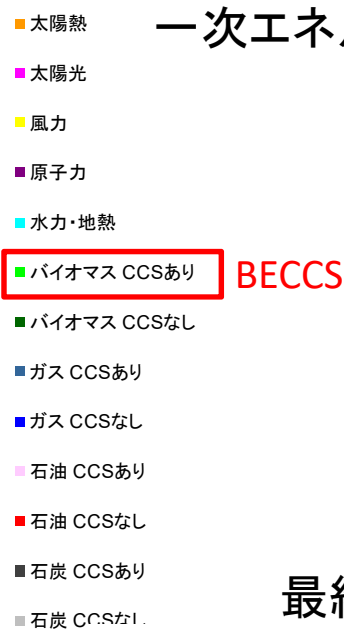 太陽熱
一次エネ
太陽光
風力
原子力
水力・地熱
バイオマス CCSあり BECCS
バイオマス CCSなし
ガス CCSあり
ガス CCSなし
石油 CCSあり
石油 CCSなし
石炭 CCSあり
最
石炭 CCSなし